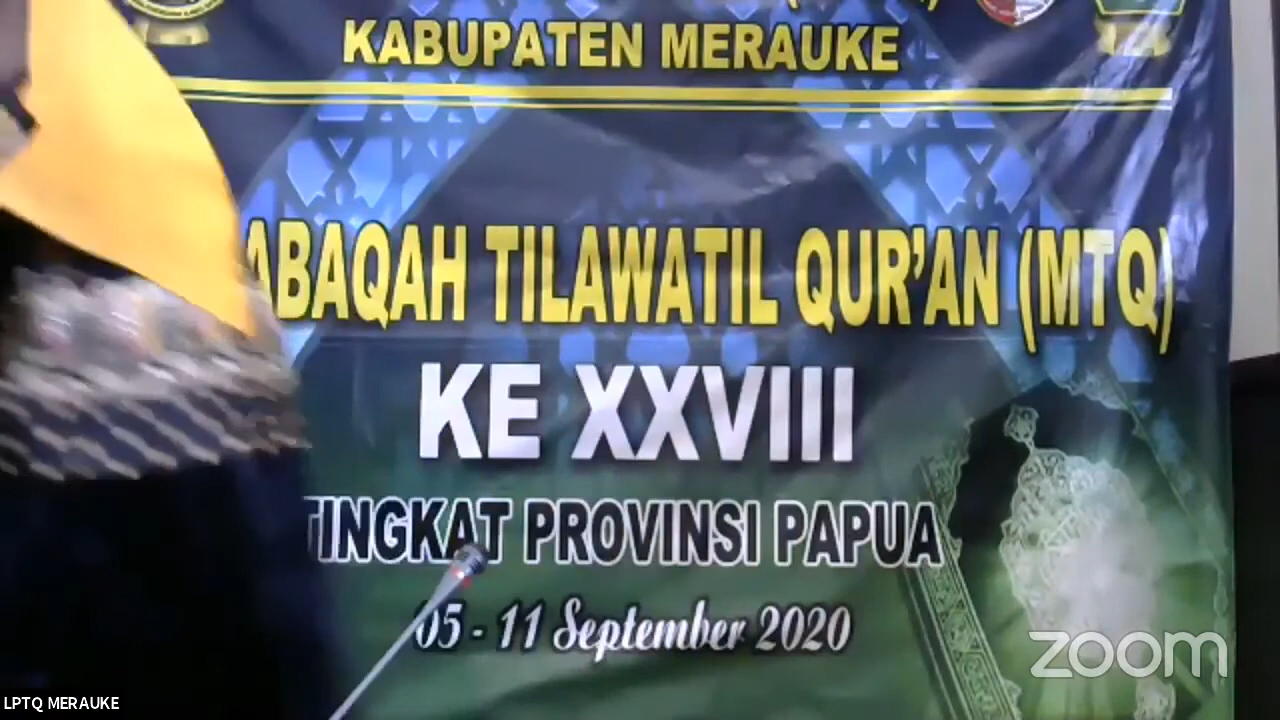 KABUPATEN MERAUKE
ABAQAH TILAWATIL QUR'AN (MTQ)
KE XXVIII
TINGKAT PROVINSI PAPUA
05 - 11 September 2020
zoom
LPTQ MERAUKE